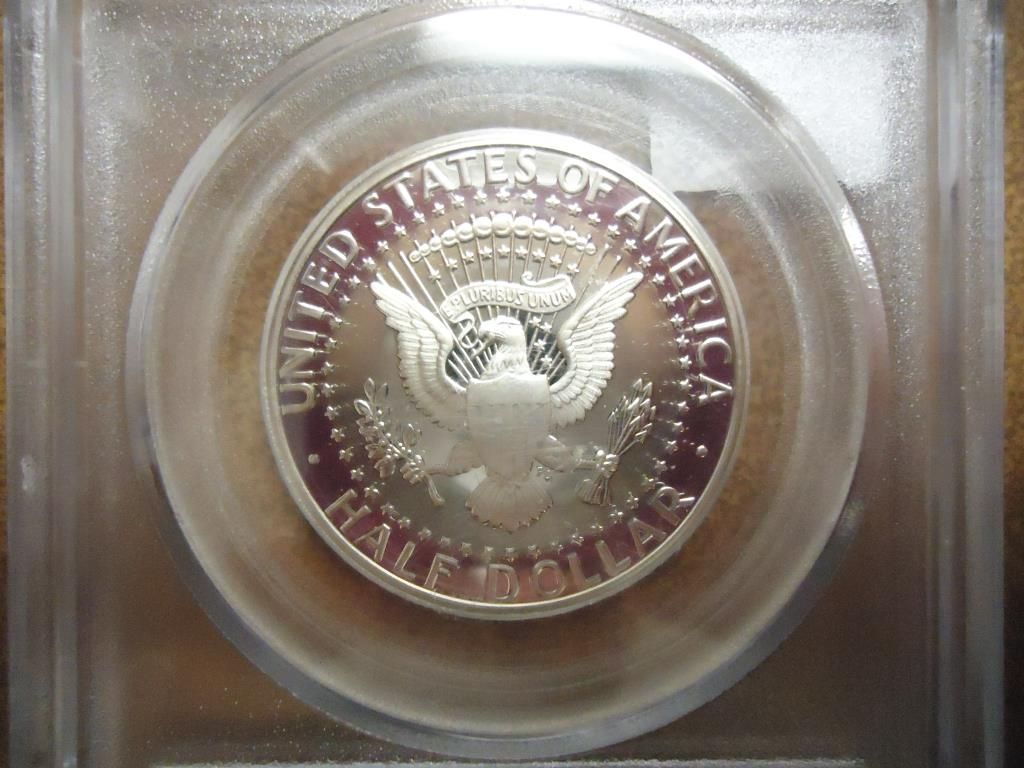 UNITED STATES OF AMERICA
PLURIBUS UNUM
HALF DOLLAR